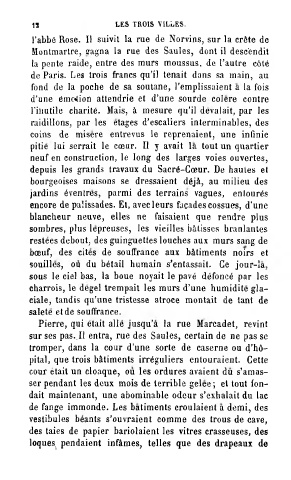 12 LES TROIS VILLES.
l'abbé Rose. Il suivit la rue de Norvins, sur la crête de
Montmartre, gagna la rue des Saules, dont il descendit
la pente raide, entre des murs moussus, de l'autre côté
de Paris. Les trois francs qu'il tenait dans sa main, au
fond de la poche de sa soutane, l'emplissaient à la fois
d'une émotion attendrie et d'une sourde colère contre
l'inutile charité. Mais, à mesure qu'il dévalait, par les
raidillons, par les étages d'escaliers interminables, des
coins de misère entrevus le reprenaient, une infinie
pitié lui serrait le cœur. Il y avait là tout un quartier
neuf en construction, le long des larges voies ouvertes,
depuis les grands travaux du Sacré-Cœur. De hautes et
bourgeoises maisons se dressaient déjà, au milieu des
jardins éventrés, parmi des terrains vagues, entourés
encore de palissades. Et, avec leurs façades cossues, d'une
blancheur neuve, elles ne faisaient que rendre plus
sombres, plus lépreuses, les vieilles bâtisses branlantes
restées debout, des guinguettes louches aux murs sang de
bœuf, des cités de souffrance aux bâtiments noirs et
souillés, où du bétail humain s'entassait. Ce jour-là,
sous le ciel bas, la boue noyait le pavé défoncé par les
charrois, le dégel trempait les murs d'une humidité gla-
ciale, tandis qu'une tristesse atroce montait de tant de
saleté et de souffrance.
Pierre, qui était allé jusqu'à la rue Marcadet, revint
sur ses pas. Il entra, rue des Saules, certain de ne pas se
tromper, dans la cour d'une sorte de caserne ou d'hô-
pital, que trois bâtiments irréguliers entouraient. Cette
cour était un cloaque, où les ordures avaient dû s'amas-
ser pendant les deux mois de terrible gelée; et tout fon-
dait maintenant, une abominable odeur s'exhalait du lac
de fange immonde. Les bâtiments croulaient à demi, des
vestibules béants s'ouvraient comme des trous de cave,
des taies de papier bariolaient les vitres crasseuses, des
loques pendaient infâmes, telles que des drapeaux de